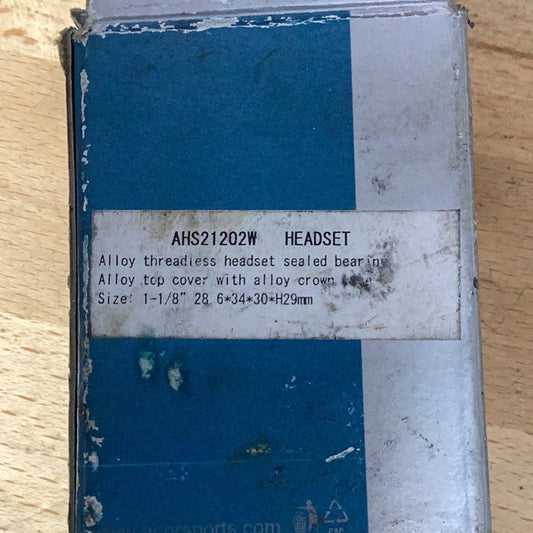 AHS21202W HEADSET
Alloy threadless headset sealed bearing
Alloy top cover with alloy crown
Size: 1-1/8” 28.6*34*30*H29mm